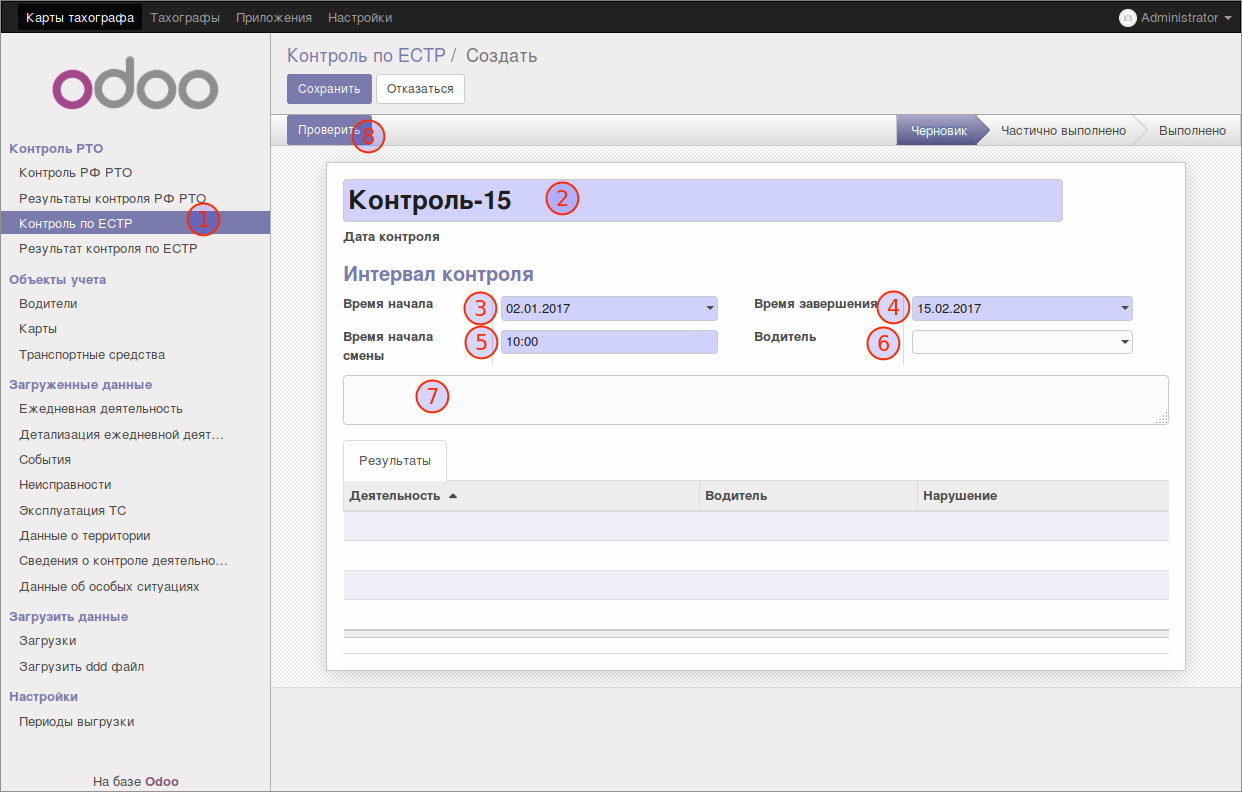 Карты тахографа Тахографы Приложения Настройки Administrator
odoo
Контроль РТО
Контроль РФ РТО
Результаты контроля РФ РТО
Контроль по ЕСТР 1
Результат контроля по ЕСТР
Объекты учета
Водители
Карты
Транспортные средства
Загруженные данные
Ежедневная деятельность
Детализация ежедневной деят...
События
Неисправности
Эксплуатация ТС
Данные о территории
Сведения о контроле деятельно...
Данные об особых ситуациях
Загрузить данные
Загрузки
Загрузить ddd файл
Настройки
Периоды выгрузки
На базе Odoo
Контроль по ЕСТР / Создать
Сохранить Отказаться
Проверить 8 Черновик Частично выполнено Выполнено
Контроль-15 2
Дата контроля
Интервал контроля
Время начала 3 02.01.2017 Время завершения 4 15.02.2017
Время начала смены 5 10:00 Водитель 6
7
Результаты
Деятельность Водитель Нарушение